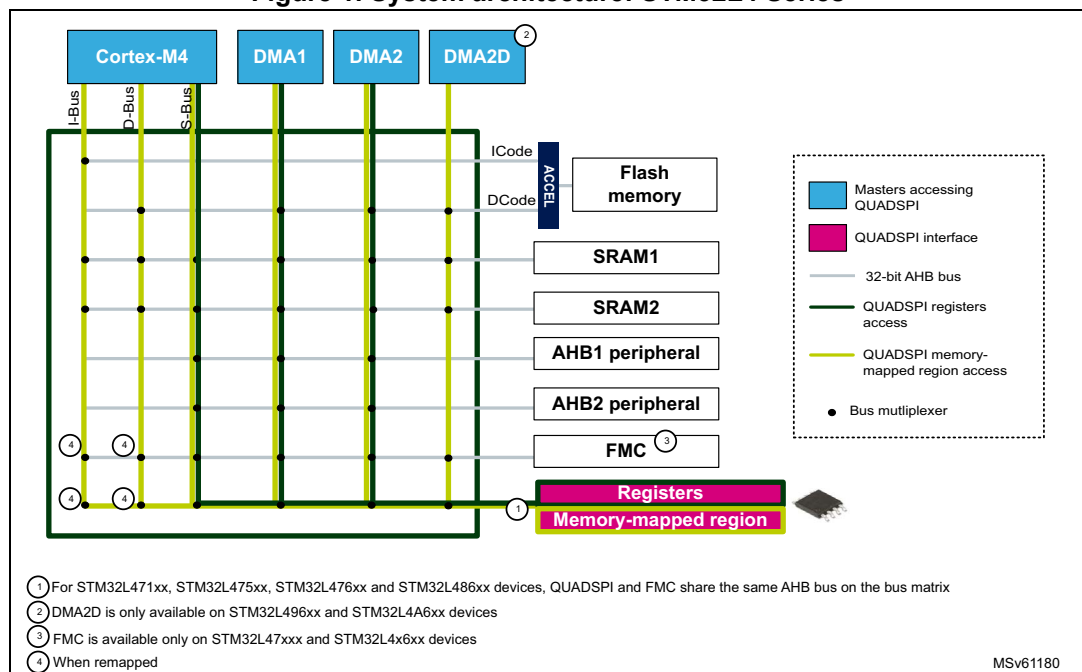 Figure 1. System architecture: STM32L4 Series
2
Cortex-M4
DMA1
DMA2
DMA2D
I-Bus
D-Bus
S-Bus
ICode
DCode
ACCEL
Flash
memory
SRAM1
SRAM2
AHB1 peripheral
AHB2 peripheral
4
4
FMC
3
4
4
1
Registers
Memory-mapped region
Masters accessing
QUADSPI
QUADSPI interface
32-bit AHB bus
QUADSPI registers
access
QUADSPI memory-
mapped region access
Bus mutliplexer
1 For STM32L471xx, STM32L475xx, STM32L476xx and STM32L486xx devices, QUADSPI and FMC share the same AHB bus on the bus matrix
2 DMA2D is only available on STM32L496xx and STM32L4A6xx devices
3 FMC is available only on STM32L47xxx and STM32L4x6xx devices
4 When remapped
MSv61180